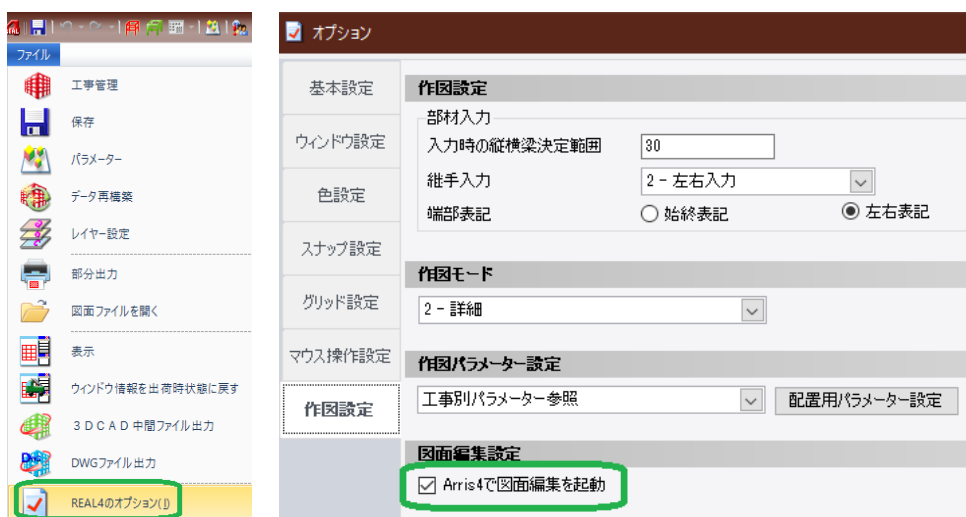 ファイル
工事管理
保存
パラメーター
データ再構築
レイヤー設定
部分出力
図面ファイルを開く
表示
ウィンドウ情報を出荷時状態に戻す
3DCAD中間ファイル出力
DWGファイル出力
REAL4のオプション(J)
オプション
基本設定
ウィンドウ設定
色設定
スナップ設定
グリッド設定
マウス操作設定
作図設定
作図設定
部材入力
入力時の縦横梁決定範囲 30
継手入力 2 - 左右入力
端部表記 始終表記 左右表記
作図モード
2 - 詳細
作図パラメーター設定
工事別パラメーター参照 配置用パラメーター設定
図面編集設定
Arris4で図面編集を起動